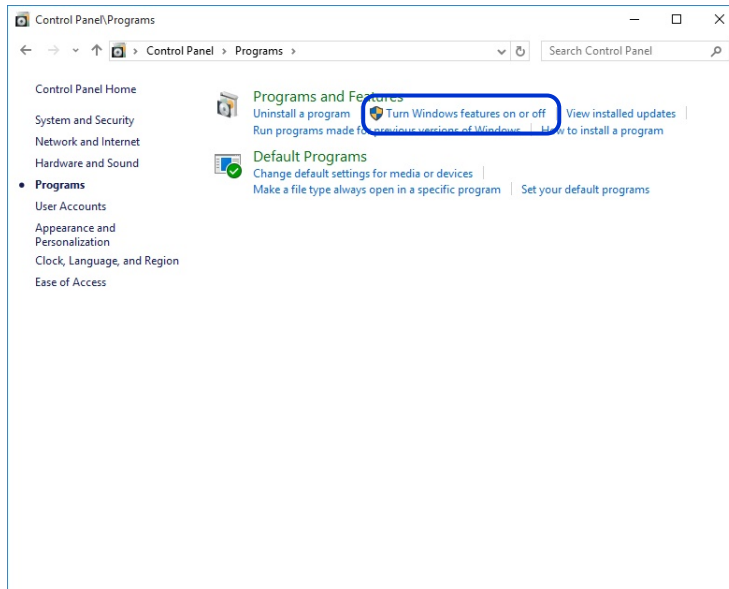 Control Panel\Programs
Control Panel > Programs >
Search Control Panel
Control Panel Home
System and Security
Network and Internet
Hardware and Sound
Programs
User Accounts
Appearance and
Personalization
Clock, Language, and Region
Ease of Access
Programs and Features
Uninstall a program
Turn Windows features on or off
View installed updates
Run programs made for previous versions of Windows
How to install a program
Default Programs
Change default settings for media or devices
Make a file type always open in a specific program
Set your default programs